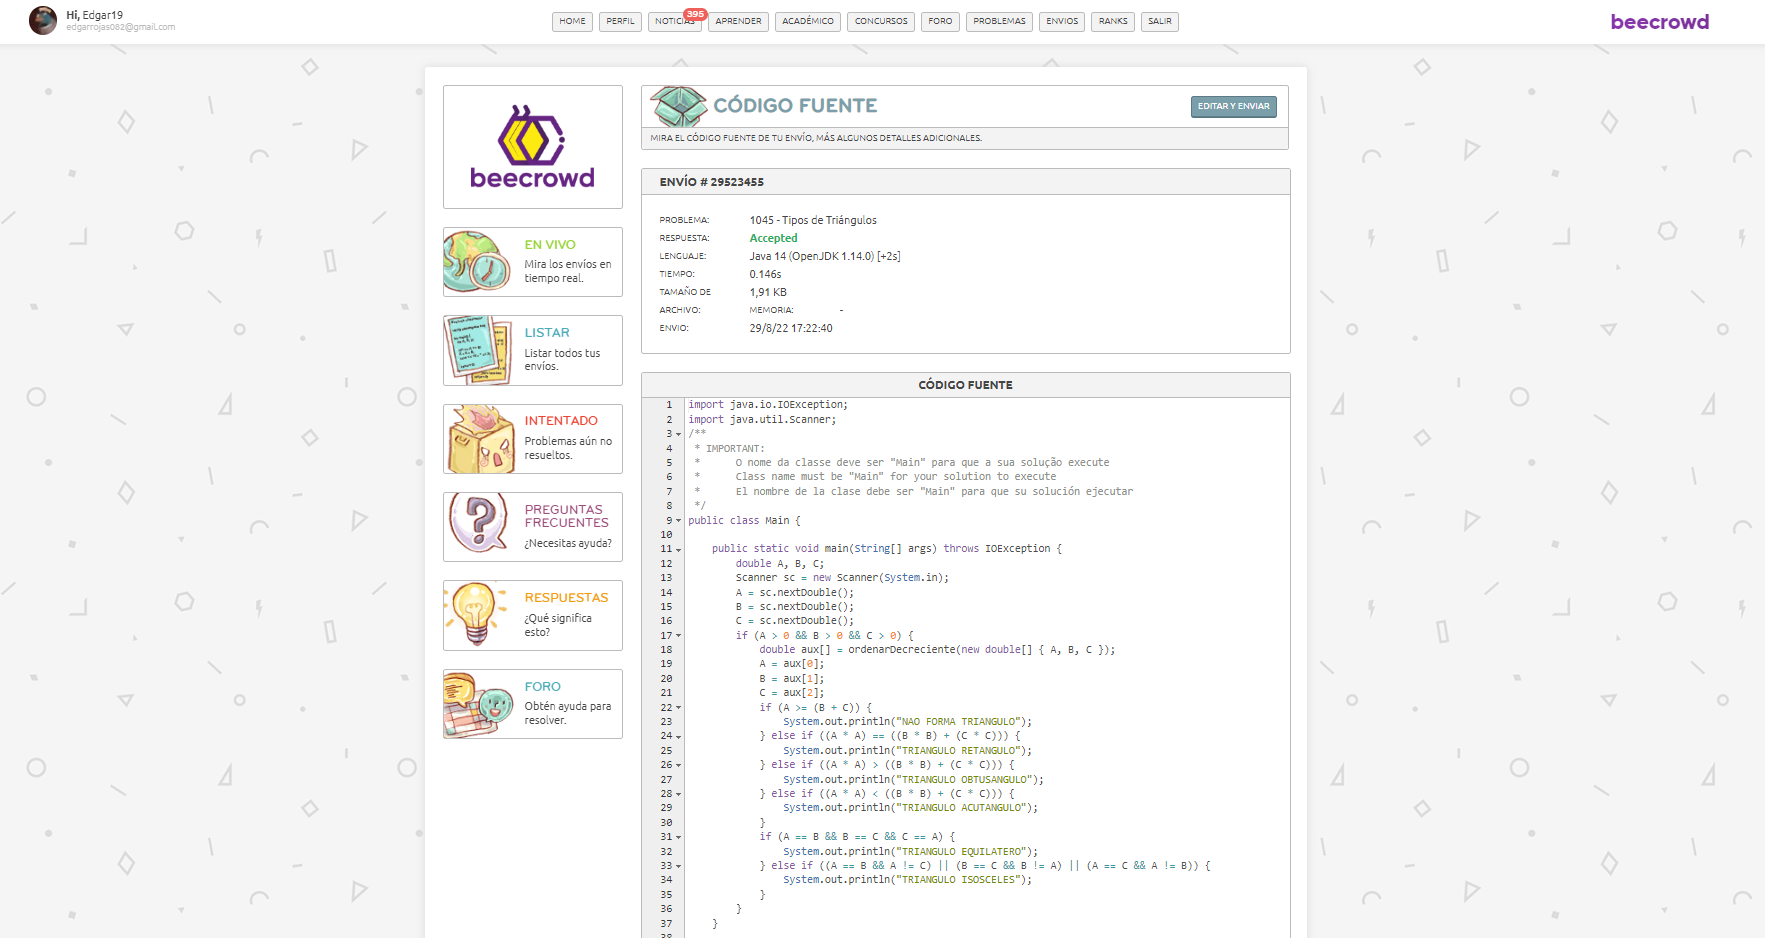 Hi, Edgar19
edgarrojas082@gmail.com
HOME PERFIL NOTICIAS 395 APRENDER ACADÉMICO CONCURSOS FORO PROBLEMAS ENVIOS RANKS SALIR
beecrowd
beecrowd
EN VIVO
Mira los envíos en
tiempo real.
LISTAR
Listar todos tus
envíos.
INTENTADO
Problemas aún no
resueltos.
PREGUNTAS
FRECUENTES
¿Necesitas ayuda?
RESPUESTAS
¿Qué significa
esto?
FORO
Obtén ayuda para
resolver.
CÓDIGO FUENTE
EDITAR Y ENVIAR
MIRA EL CÓDIGO FUENTE DE TU ENVÍO, MÁS ALGUNOS DETALLES ADICIONALES.
ENVÍO # 29523455
PROBLEMA: 1045 - Tipos de Triángulos
RESPUESTA: Accepted
LENGUAJE: Java 14 (OpenJDK 1.14.0) [+2s]
TIEMPO: 0.146s
TAMAÑO DE 1,91 KB
ARCHIVO: MEMORIA: -
ENVIO: 29/8/22 17:22:40
CÓDIGO FUENTE
1 import java.io.IOException;
2 import java.util.Scanner;
3 /**
4 * IMPORTANT:
5 * O nome da classe deve ser "Main" para que a sua solução execute
6 * Class name must be "Main" for your solution to execute
7 * El nombre de la clase debe ser "Main" para que su solución ejecutar
8 */
9 public class Main {
10
11 public static void main(String[] args) throws IOException {
12 double A, B, C;
13 Scanner sc = new Scanner(System.in);
14 A = sc.nextDouble();
15 B = sc.nextDouble();
16 C = sc.nextDouble();
17 if (A > 0 && B > 0 && C > 0) {
18 double aux[] = ordenarDecreciente(new double[] { A, B, C });
19 A = aux[0];
20 B = aux[1];
21 C = aux[2];
22 if (A >= (B + C)) {
23 System.out.println("NAO FORMA TRIANGULO");
24 } else if ((A * A) == ((B * B) + (C * C))) {
25 System.out.println("TRIANGULO RETANGULO");
26 } else if ((A * A) > ((B * B) + (C * C))) {
27 System.out.println("TRIANGULO OBTUSANGULO");
28 } else if ((A * A) < ((B * B) + (C * C))) {
29 System.out.println("TRIANGULO ACUTANGULO");
30 }
31 if (A == B && B == C && C == A) {
32 System.out.println("TRIANGULO EQUILATERO");
33 } else if ((A == B && A != C) || (B == C && B != A) || (A == C && A != B)) {
34 System.out.println("TRIANGULO ISOSCELES");
35 }
36 }
37 }
38